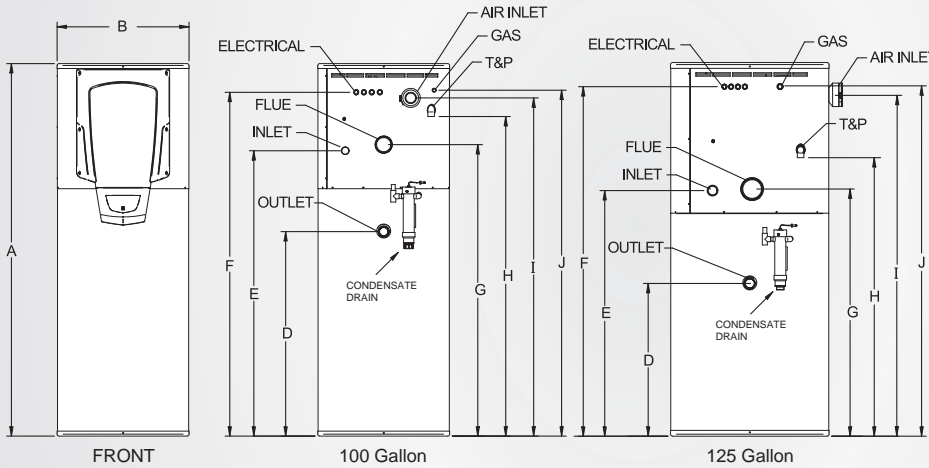 B
A
FRONT
ELECTRICAL
AIR INLET
GAS
T&P
FLUE
INLET
OUTLET
CONDENSATE
DRAIN
F
E
D
G
H
I
J
100 Gallon
ELECTRICAL
GAS
AIR INLET
T&P
FLUE
INLET
OUTLET
CONDENSATE
DRAIN
F
E
D
G
H
I
J
125 Gallon